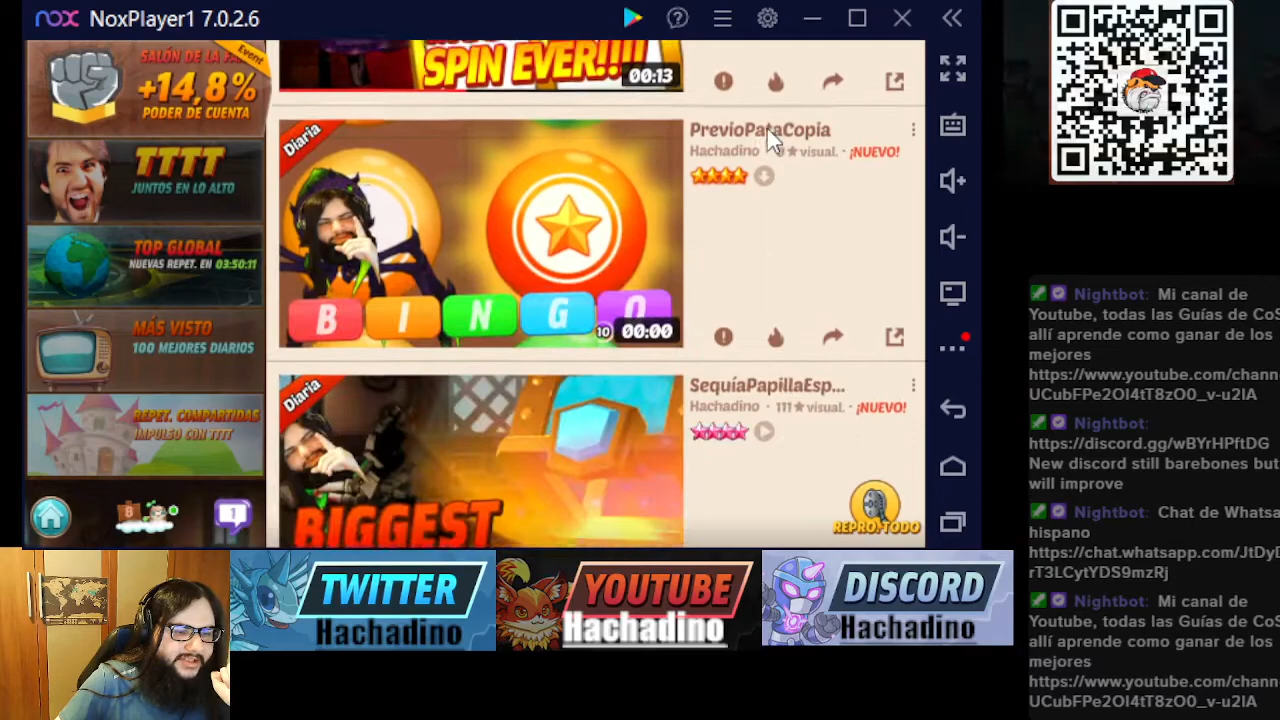 nox NoxPlayer1 7.0.2.6
SALÓN DE LA
Event
+14,8%
PODER DE CUENTA
TTTT
JUNTOS EN LO ALTO
TOP GLOBAL
NUEVAS REPET. EN 03:50:11
MÁS VISTO
100 MEJORES DIARIOS
REPET. COMPARTIDAS
IMPULSO CON TTTT
1
SPIN EVER!!!
00:13
Diaria
PrevioParaCopia
Hachadino
★visual. · ¡NUEVO!
B I N G O
10 00:00
Diaria
SequíaPapillaEsp...
Hachadino · 111★visual. · ¡NUEVO!
BIGGEST
REPRO. TODO
TWITTER
Hachadino
YOUTUBE
Hachadino
DISCORD
Hachadino
Nightbot: Mi canal de
Youtube, todas las Guías de CoS
allí aprende como ganar de los
mejores
https://www.youtube.com/chann
UCubFPe2OI4tT8zO0_v-u2IA
Nightbot:
https://discord.gg/wBYrHPftDG
New discord still barebones but
will improve
Nightbot: Chat de Whatsa
hispano
https://chat.whatsapp.com/JtDyD
rT3LCytYDS9mzRj
Nightbot: Mi canal de
Youtube, todas las Guías de CoS
allí aprende como ganar de los
mejores
https://www.youtube.com/chann
UCubFPe2OI4tT8zO0_v-u2IA